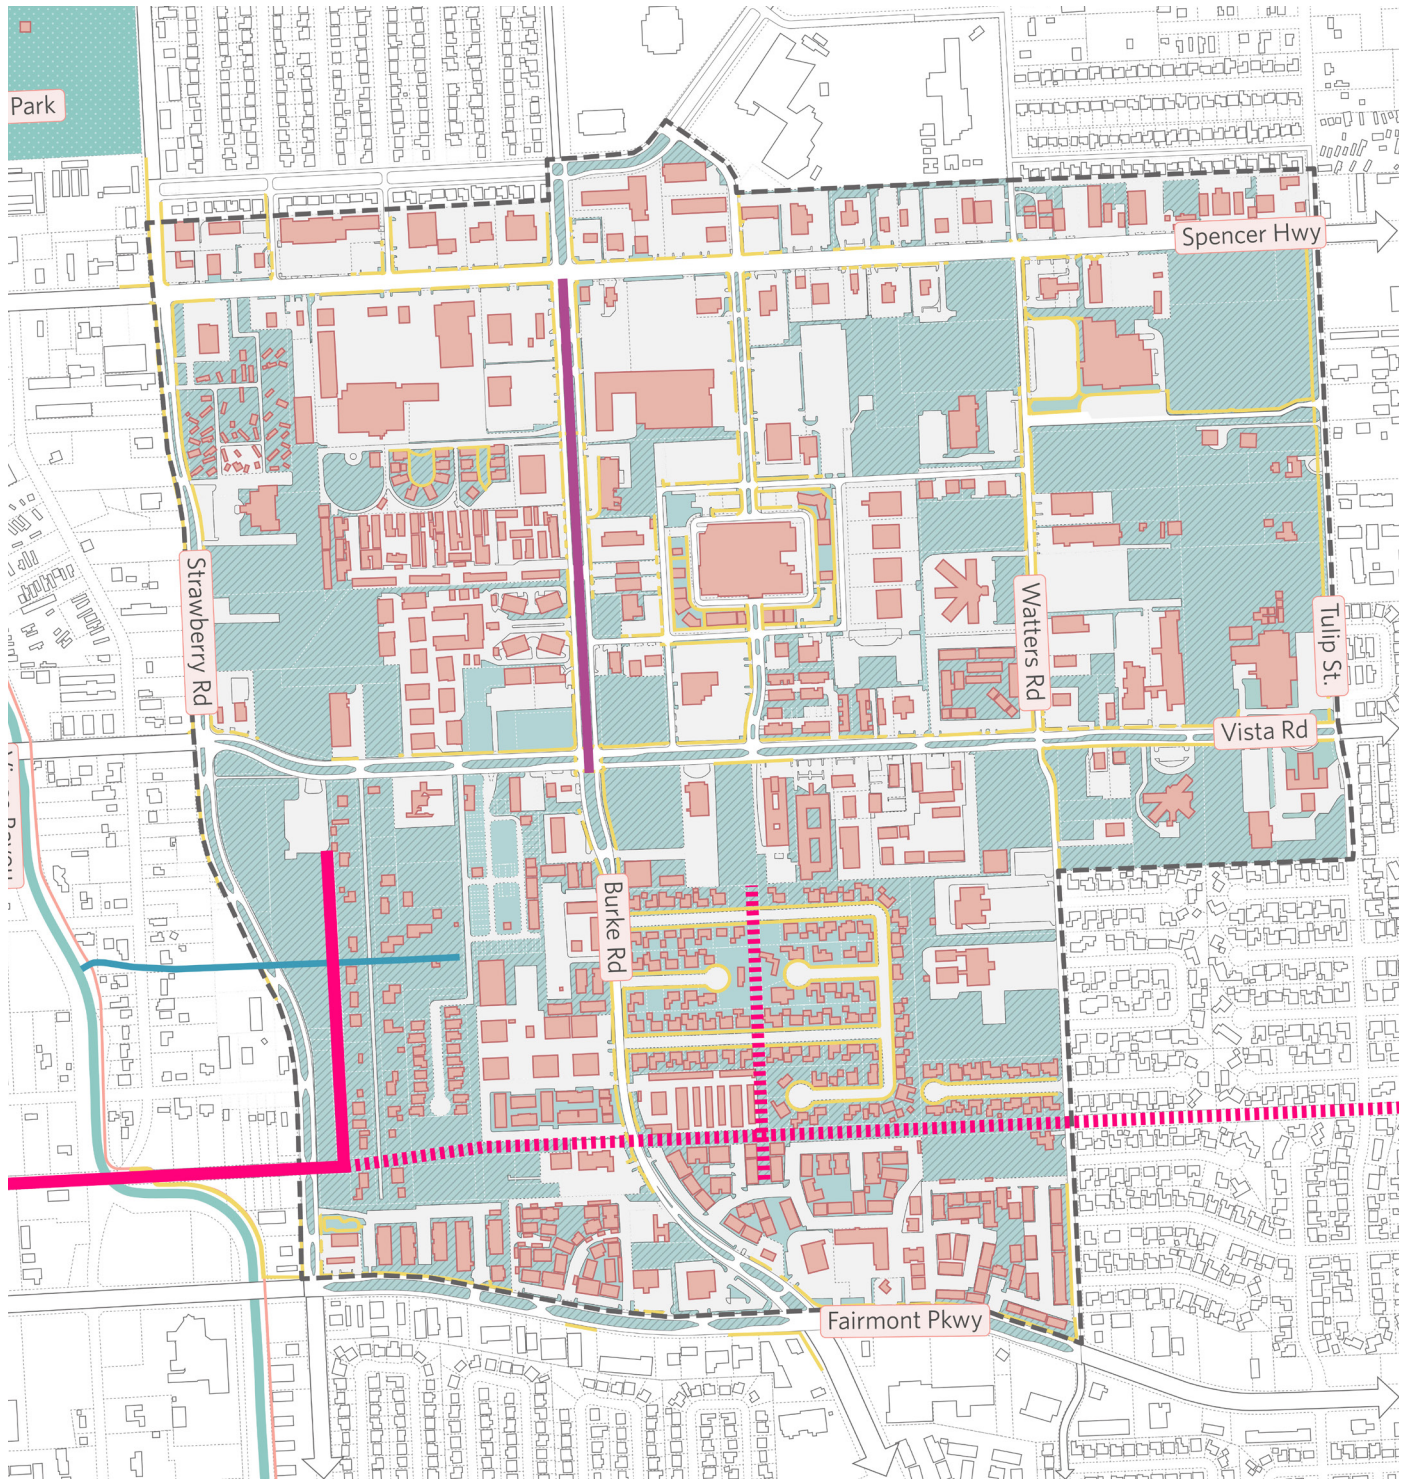 Park
Spencer Hwy
Strawberry Rd
Watters Rd
Tulip St.
Vista Rd
Burke Rd
Fairmont Pkwy